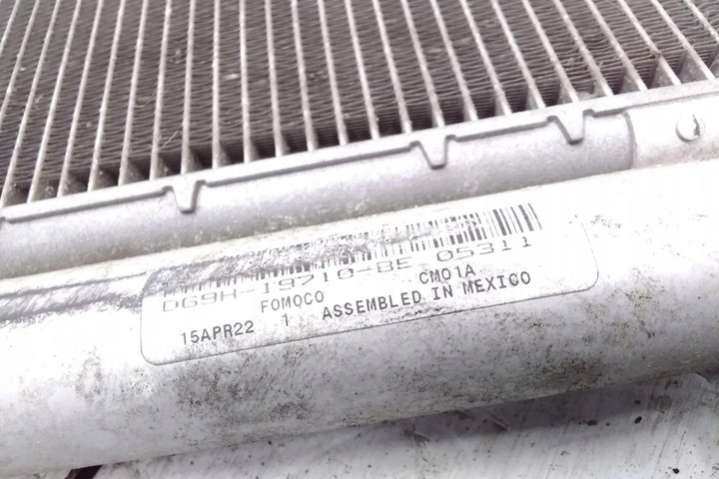 DG9H-19710-BE 05311
FOMOCO CM01A
15APR22 1 ASSEMBLED IN MEXICO